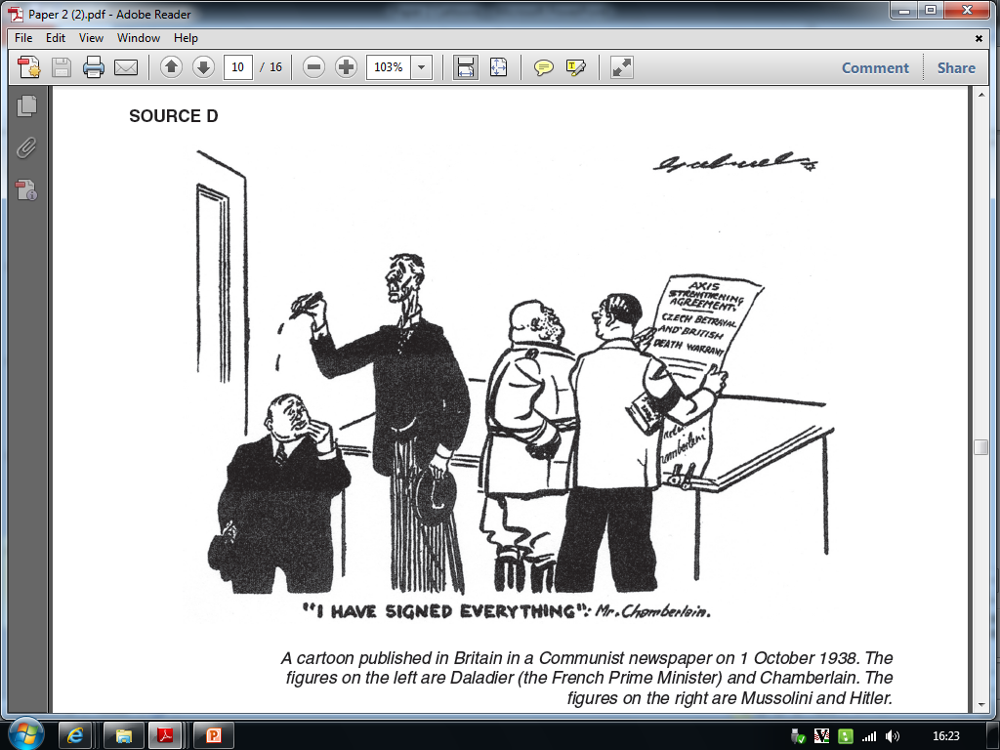 Paper 2 (2).pdf - Adobe Reader
File Edit View Window Help
10 / 16 103% Comment Share
SOURCE D
AXIS
STRENGTHENING
AGREEMENT.
CZECH BETRAYAL
AND BRITISH
DEATH WARRANT
"I HAVE SIGNED EVERYTHING": Mr. Chamberlain.
A cartoon published in Britain in a Communist newspaper on 1 October 1938. The
figures on the left are Daladier (the French Prime Minister) and Chamberlain. The
figures on the right are Mussolini and Hitler.
16:23